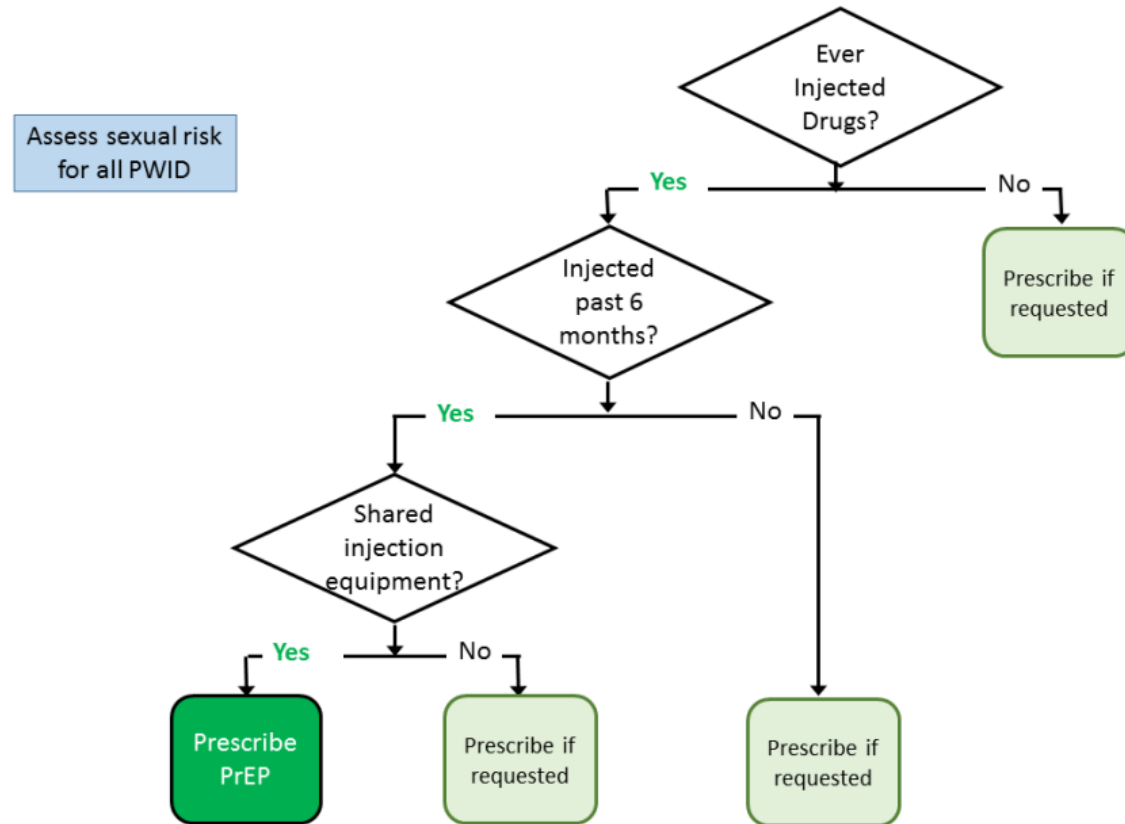 Ever
Injected
Drugs?
Assess sexual risk
for all PWID
Yes
No
Injected
past 6
months?
Prescribe if
requested
Yes
No
Shared
injection
equipment?
Yes
No
Prescribe
PrEP
Prescribe if
requested
Prescribe if
requested